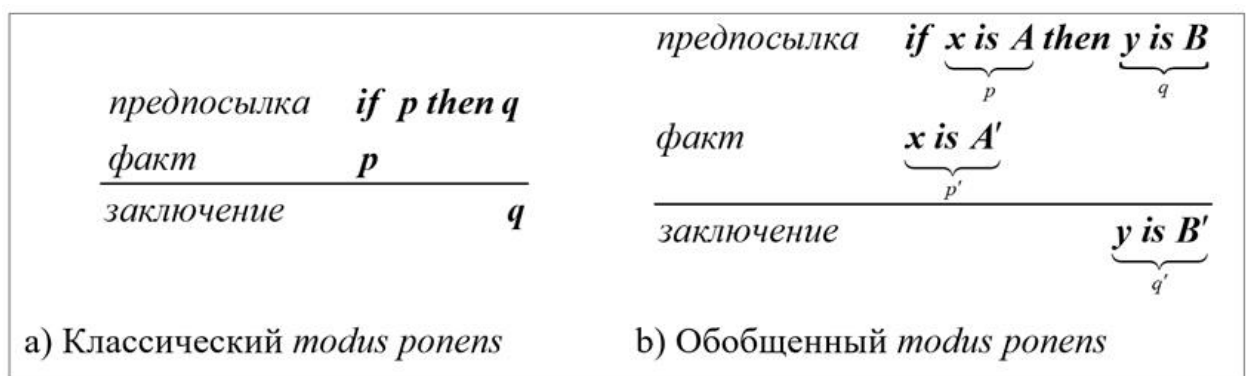 предпосылка if p then q
факт p
заключение q
a) Классический modus ponens
предпосылка if x is A then y is B
p q
факт x is A′
p′
заключение y is B′
q′
b) Обобщенный modus ponens